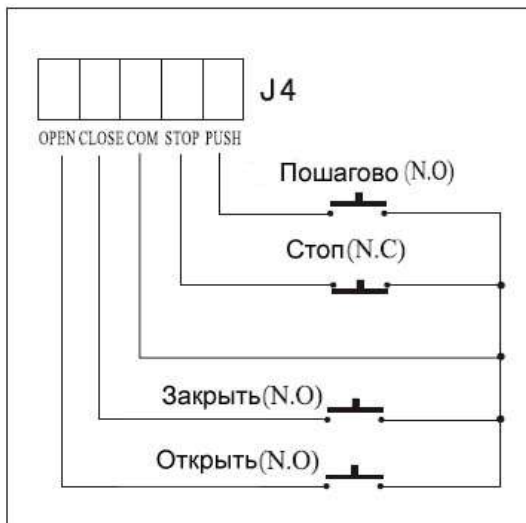 J4
OPEN CLOSE COM STOP PUSH
Пошагово (N.O)
Стоп(N.C)
Закрыть(N.O)
Открыть(N.O)